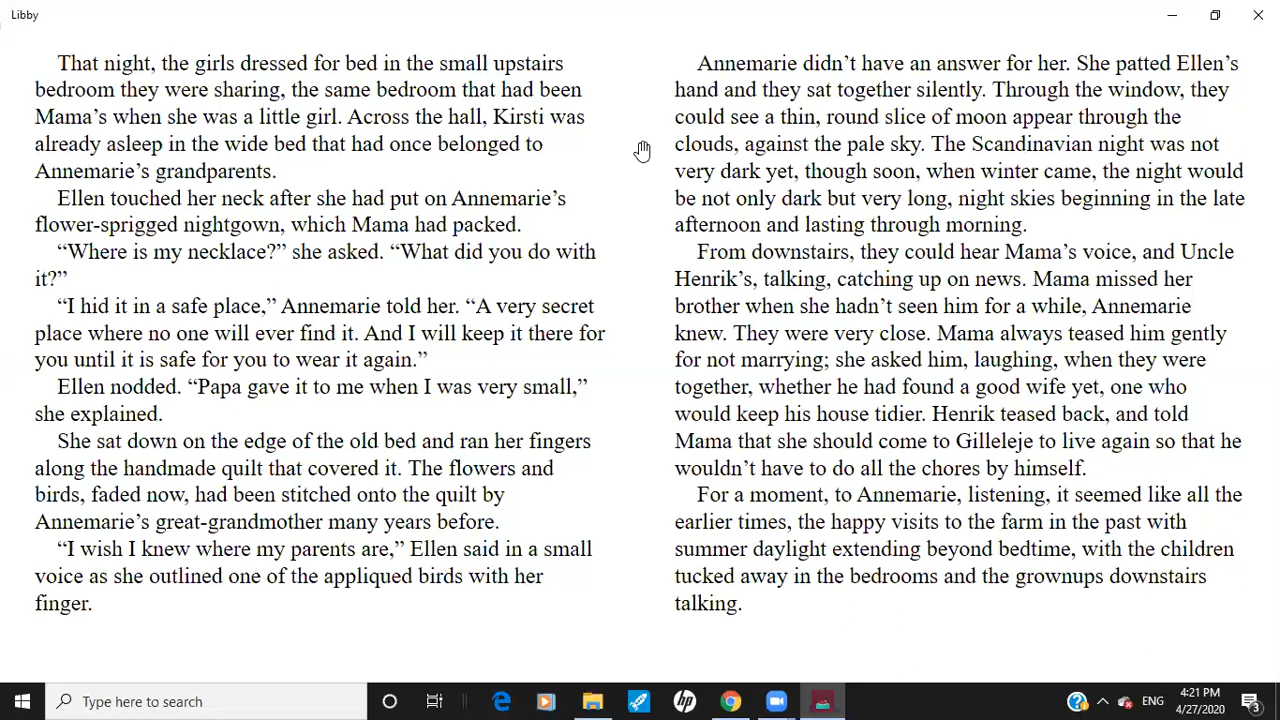 Libby
That night, the girls dressed for bed in the small upstairs
bedroom they were sharing, the same bedroom that had been
Mama’s when she was a little girl. Across the hall, Kirsti was
already asleep in the wide bed that had once belonged to
Annemarie’s grandparents.
Ellen touched her neck after she had put on Annemarie’s
flower-sprigged nightgown, which Mama had packed.
“Where is my necklace?” she asked. “What did you do with
it?”
“I hid it in a safe place,” Annemarie told her. “A very secret
place where no one will ever find it. And I will keep it there for
you until it is safe for you to wear it again.”
Ellen nodded. “Papa gave it to me when I was very small,”
she explained.
She sat down on the edge of the old bed and ran her fingers
along the handmade quilt that covered it. The flowers and
birds, faded now, had been stitched onto the quilt by
Annemarie’s great-grandmother many years before.
“I wish I knew where my parents are,” Ellen said in a small
voice as she outlined one of the appliqued birds with her
finger.
Annemarie didn’t have an answer for her. She patted Ellen’s
hand and they sat together silently. Through the window, they
could see a thin, round slice of moon appear through the
clouds, against the pale sky. The Scandinavian night was not
very dark yet, though soon, when winter came, the night would
be not only dark but very long, night skies beginning in the late
afternoon and lasting through morning.
From downstairs, they could hear Mama’s voice, and Uncle
Henrik’s, talking, catching up on news. Mama missed her
brother when she hadn’t seen him for a while, Annemarie
knew. They were very close. Mama always teased him gently
for not marrying; she asked him, laughing, when they were
together, whether he had found a good wife yet, one who
would keep his house tidier. Henrik teased back, and told
Mama that she should come to Gilleleje to live again so that he
wouldn’t have to do all the chores by himself.
For a moment, to Annemarie, listening, it seemed like all the
earlier times, the happy visits to the farm in the past with
summer daylight extending beyond bedtime, with the children
tucked away in the bedrooms and the grownups downstairs
talking.
Type here to search
hp
ENG
4:21 PM
4/27/2020
3